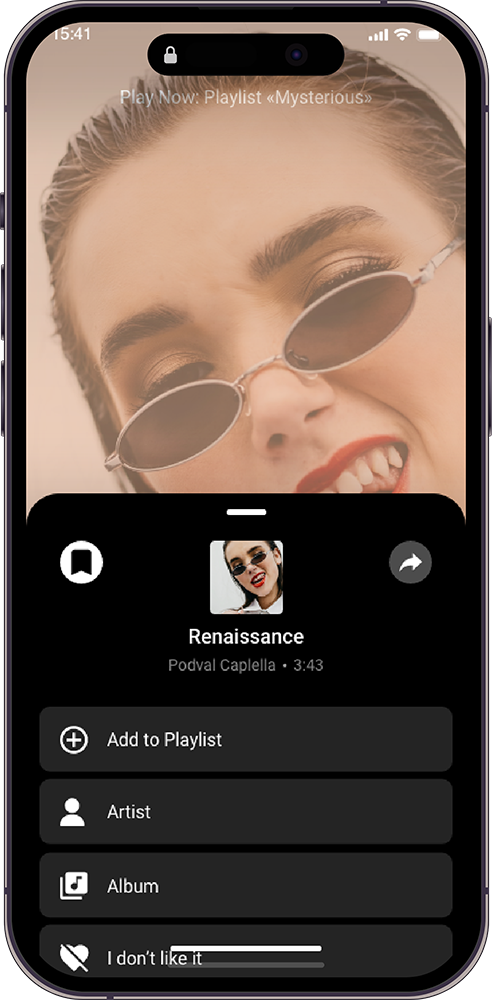 15:41
Play Now: Playlist «Mysterious»
Renaissance
Podval Caplella • 3:43
Add to Playlist
Artist
Album
I don't like it